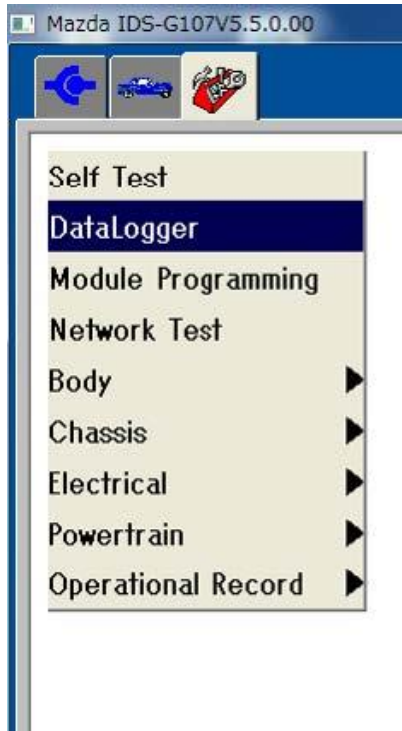 Mazda IDS-G107V5.5.0.00
Self Test
DataLogger
Module Programming
Network Test
Body
Chassis
Electrical
Powertrain
Operational Record